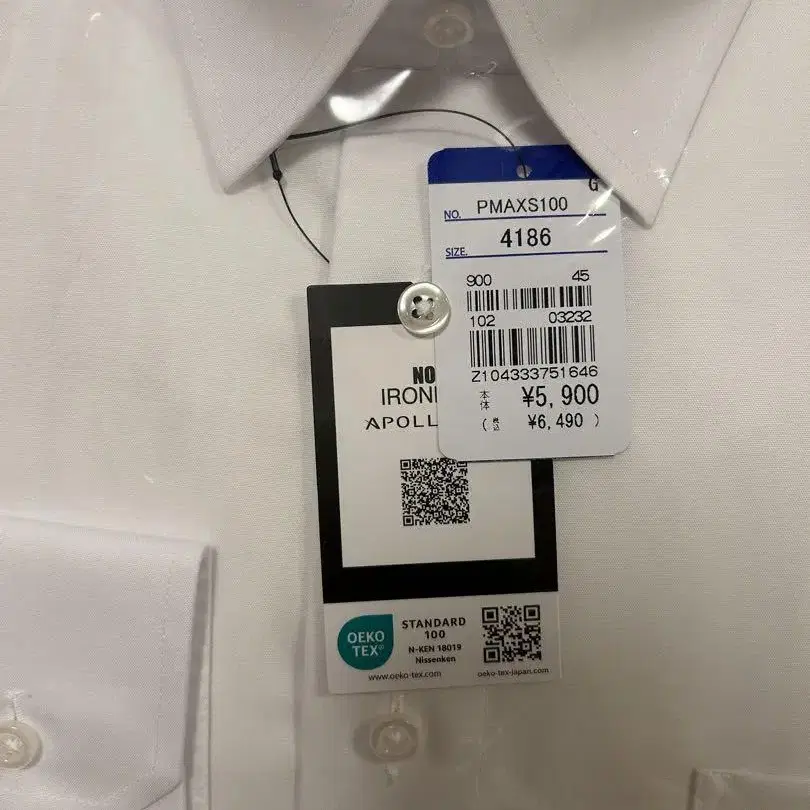 G
NO. PMAXS100
SIZE. 4186
900 45
102 03232
Z104333751646
本体 ¥5,900
(税込 ¥6,490 )
NO
IRON
APOLL
OEKO
TEX®
STANDARD
100
N-KEN 18019
Nissenken
www.oeko-tex.com
oeko-tex-japan.com